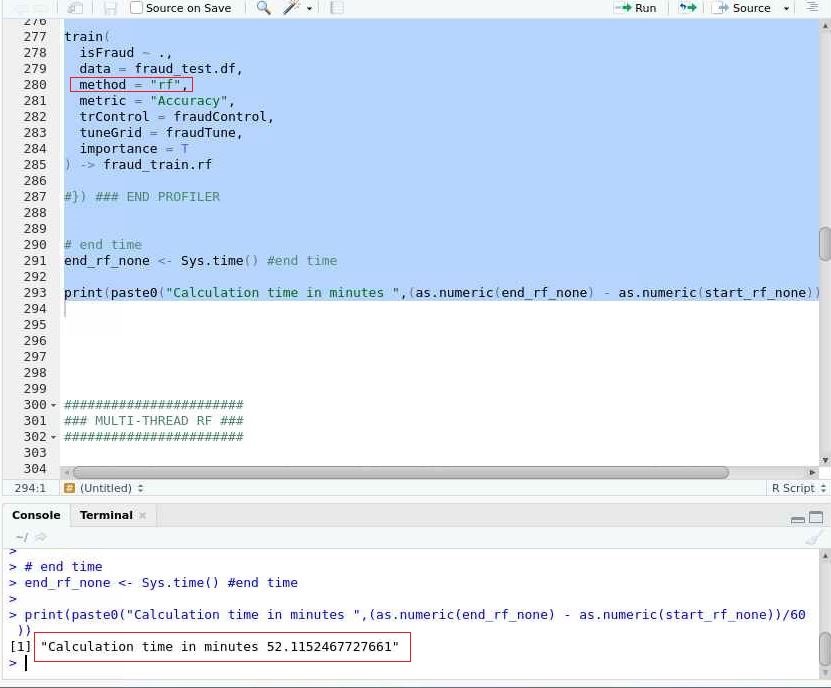 Source on Save
Run
Source
276
277 train(
278 isFraud ~ .,
279 data = fraud_test.df,
280 method = "rf",
281 metric = "Accuracy",
282 trControl = fraudControl,
283 tuneGrid = fraudTune,
284 importance = T
285 ) -> fraud_train.rf
286
287 #}) ### END PROFILER
288
289
290 # end time
291 end_rf_none <- Sys.time() #end time
292
293 print(paste0("Calculation time in minutes ",(as.numeric(end_rf_none) - as.numeric(start_rf_none))
294
295
296
297
298
299
300 #######################
301 ### MULTI-THREAD RF ###
302 #######################
303
304
294:1 # (Untitled) R Script
Console Terminal ×
~/
>
> # end time
> end_rf_none <- Sys.time() #end time
>
> print(paste0("Calculation time in minutes ",(as.numeric(end_rf_none) - as.numeric(start_rf_none))/60
))
[1] "Calculation time in minutes 52.1152467727661"
>